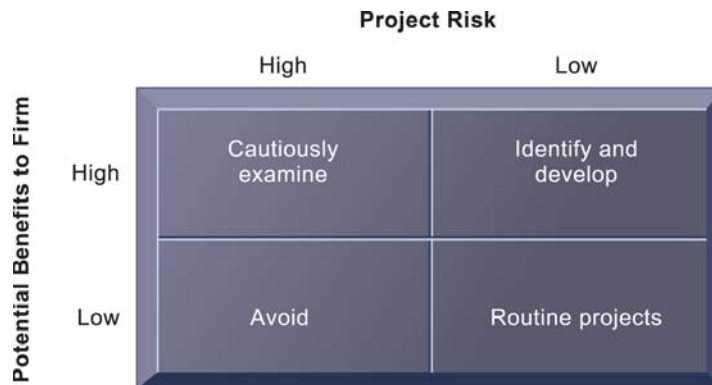 Project Risk
High
Low
Potential Benefits to Firm
High
Cautiously
examine
Identify and
develop
Low
Avoid
Routine projects